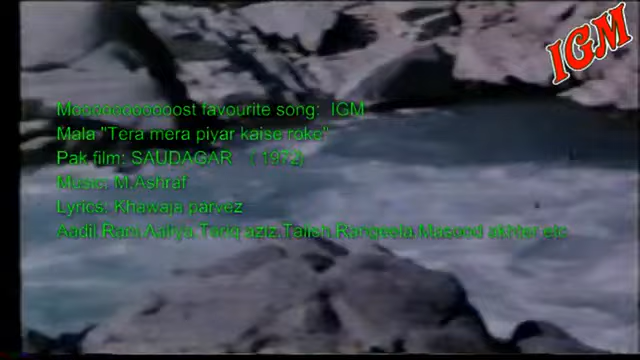 IGM
Mooooooooooost favourite song: IGM
Mala "Tera mera piyar kaise roke"
Pak.film: SAUDAGAR ( 1972)
Music: M.Ashraf
Lyrics: Khawaja parvez
Aadil.Rani.Aaliya.Tariq aziz.Talish.Rangeela.Masood akhter etc